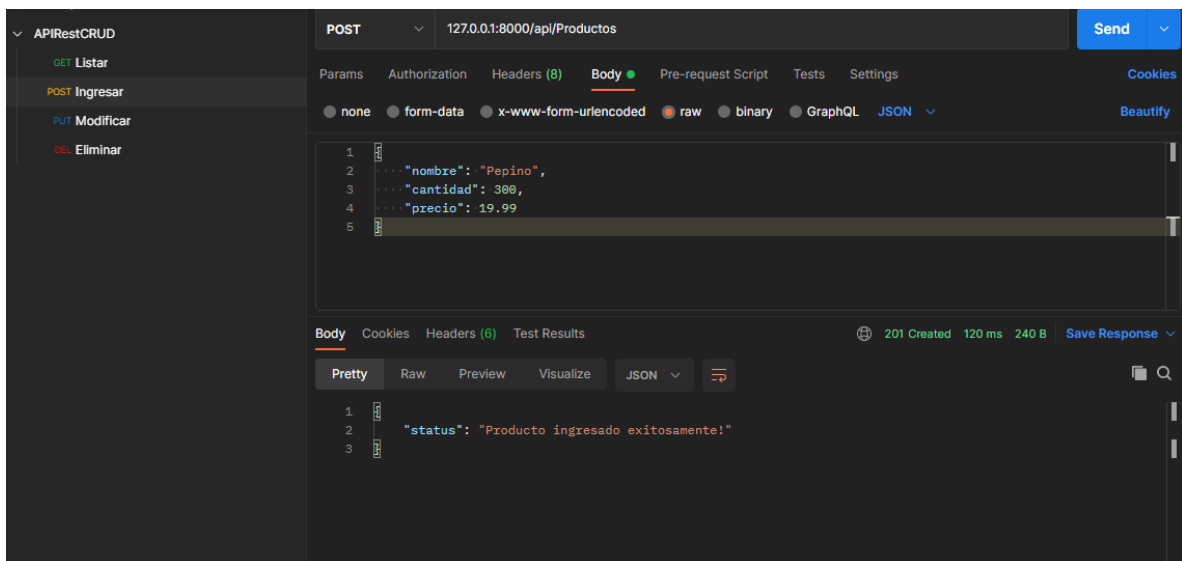 APIRestCRUD
GET Listar
POST Ingresar
PUT Modificar
DEL Eliminar
POST 127.0.0.1:8000/api/Productos Send
Params Authorization Headers (8) Body Pre-request Script Tests Settings Cookies
none form-data x-www-form-urlencoded raw binary GraphQL JSON Beautify
1 {
2 "nombre": "Pepino",
3 "cantidad": 300,
4 "precio": 19.99
5 }
Body Cookies Headers (6) Test Results 201 Created 120 ms 240 B Save Response
Pretty Raw Preview Visualize JSON
1 {
2 "status": "Producto ingresado exitosamente!"
3 }